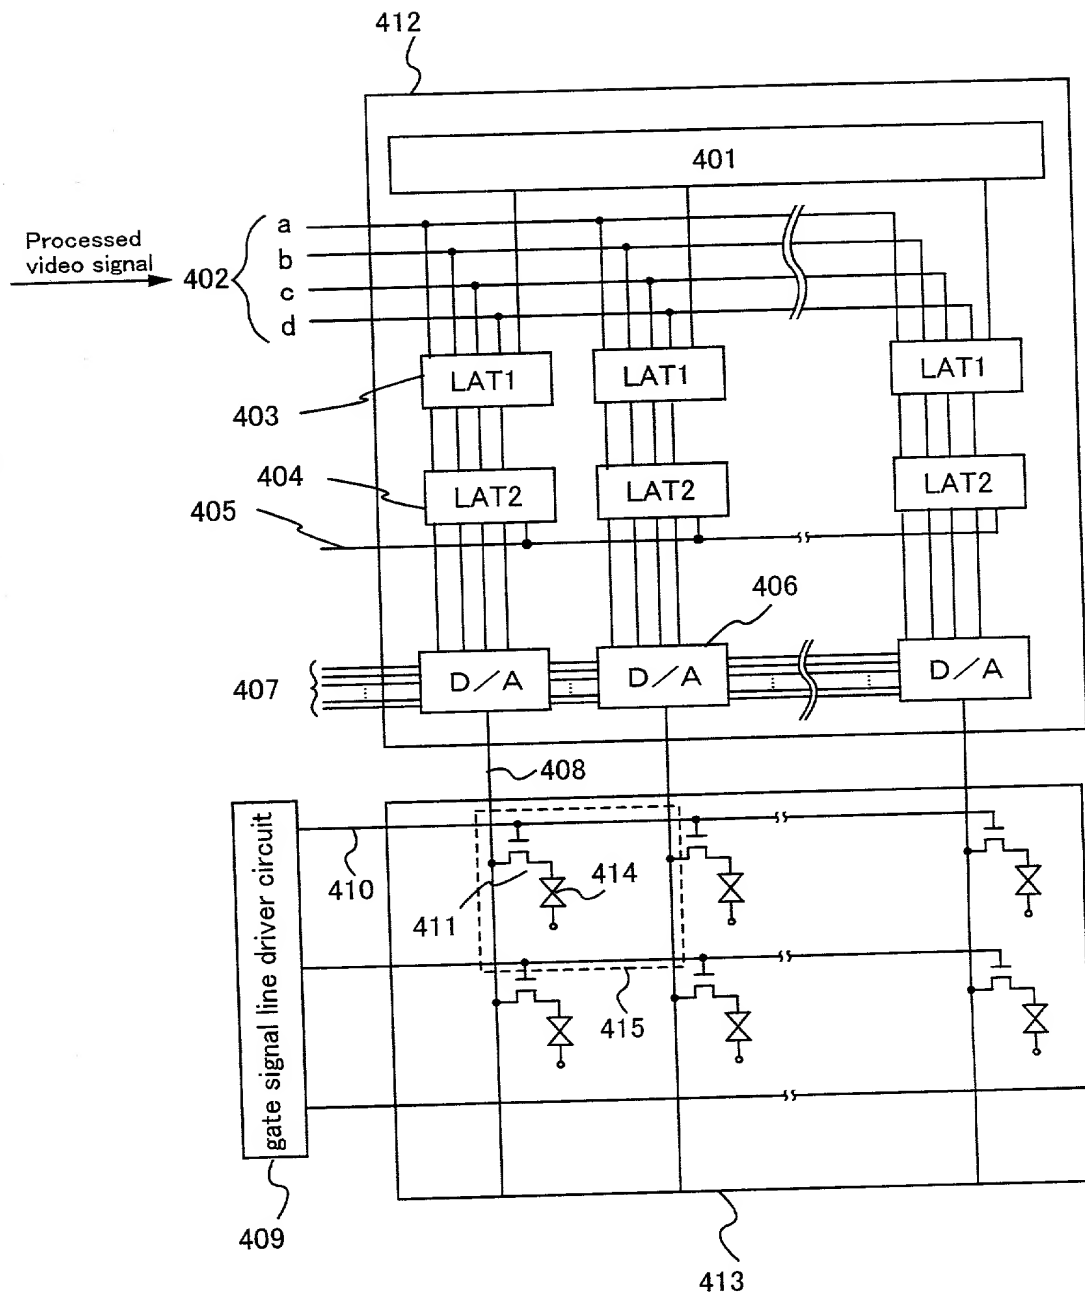 412
401
Processed
video signal
402
a
b
c
d
LAT1
LAT1
LAT1
403
404
LAT2
LAT2
LAT2
405
406
407
D/A
D/A
D/A
408
gate signal line driver circuit
410
411
414
415
409
413